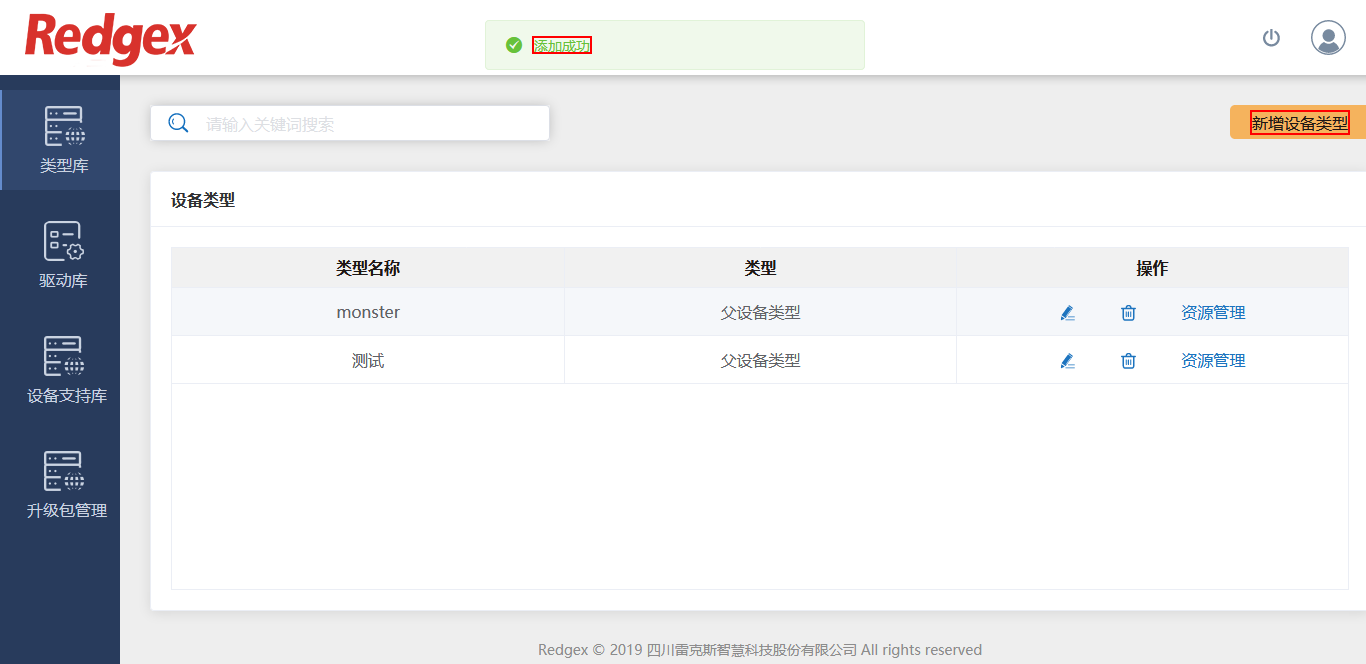 Redgex
添加成功
请输入关键词搜索
新增设备类型
类型库
驱动库
设备支持库
升级包管理
设备类型
类型名称 类型 操作
monster 父设备类型 资源管理
测试 父设备类型 资源管理
Redgex © 2019 四川雷克斯智慧科技股份有限公司 All rights reserved